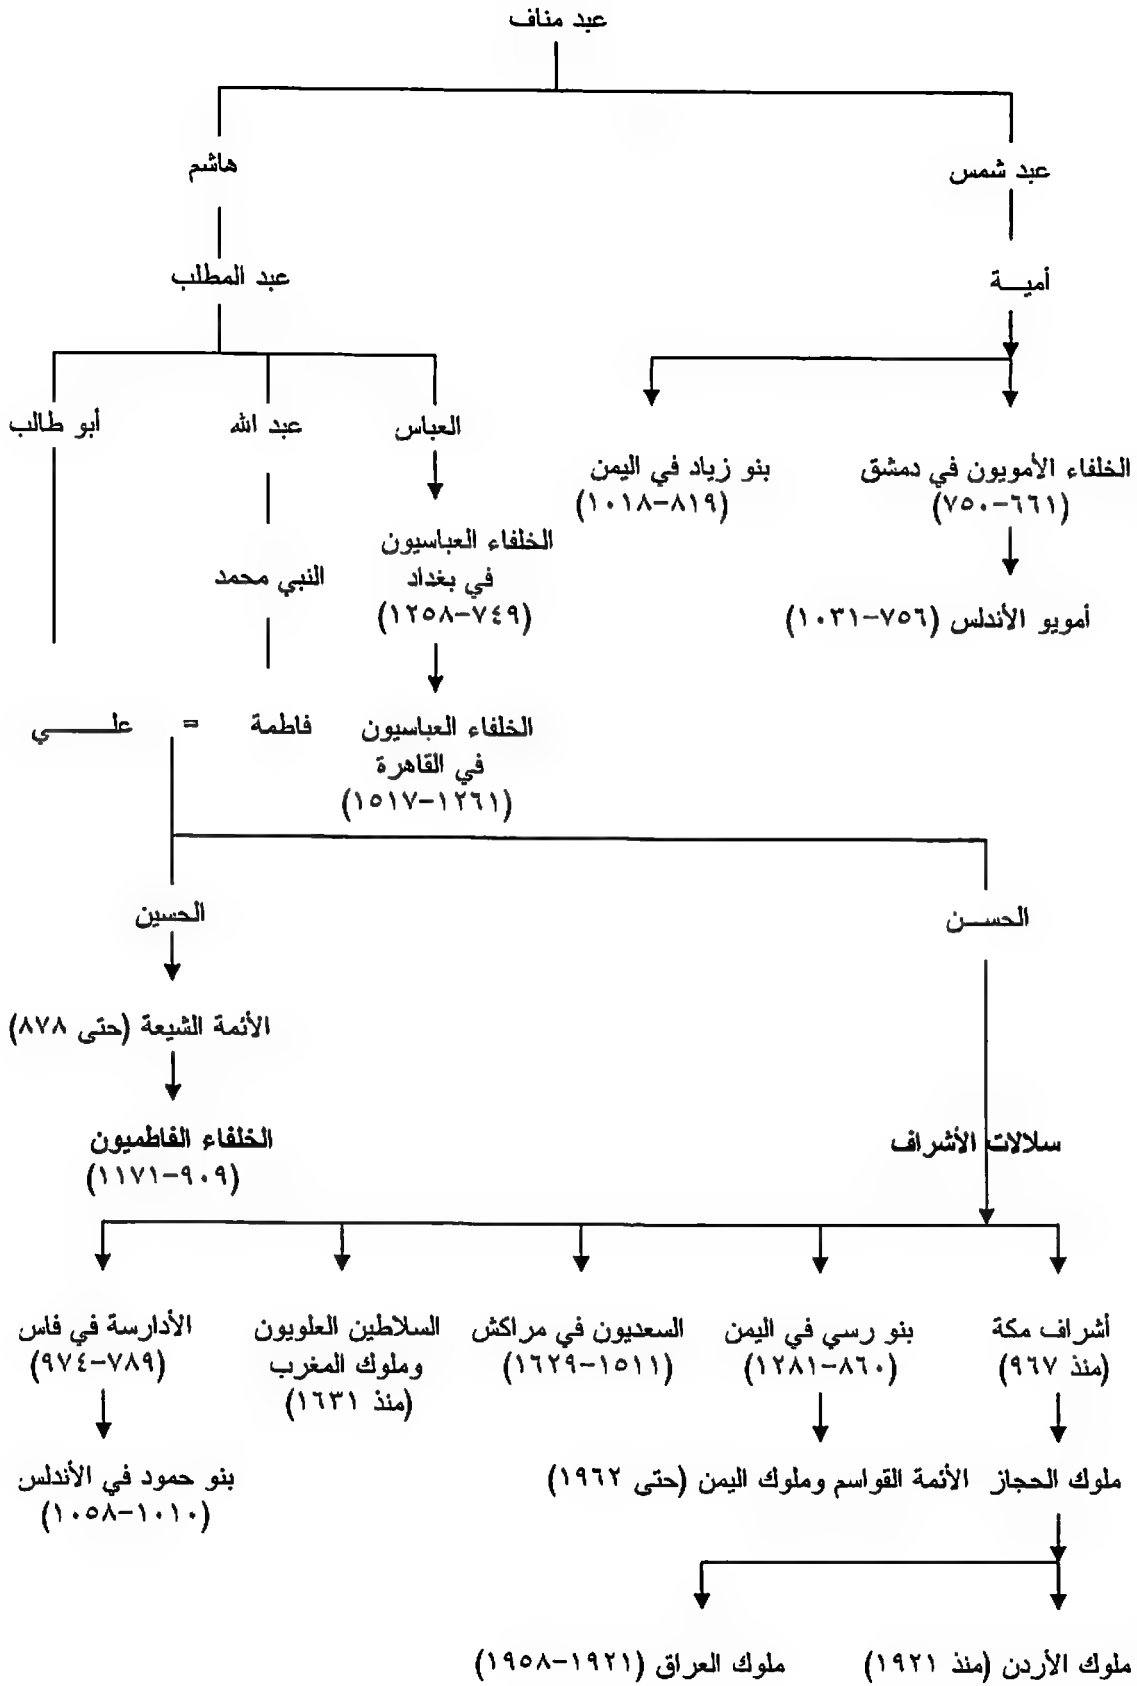 عبد مناف
عبد شمس
هاشم
أميـــة
عبد المطلب
العباس
عبد الله
أبو طالب
الخلفاء الأمويون في دمشق
(٦٦١-٧٥٠)
بنو زياد في اليمن
(٨١٩-١٠١٨)
الخلفاء العباسيون
في بغداد
(٧٤٩-١٢٥٨)
النبي محمد
أمويو الأندلس (٧٥٦-١٠٣١)
الخلفاء العباسيون
في القاهرة
(١٢٦١-١٥١٧)
فاطمة = علـــــي
الحســـن
الحسين
الأئمة الشيعة (حتى ٨٧٨)
سلالات الأشراف
الخلفاء الفاطميون
(٩٠٩-١١٧١)
أشراف مكة
(منذ ٩٦٧)
بنو رسي في اليمن
(٨٦٠-١٢٨١)
السعديون في مراكش
(١٥١١-١٦٢٩)
السلاطين العلويون
وملوك المغرب
(منذ ١٦٣١)
الأدارسة في فاس
(٧٨٩-٩٧٤)
ملوك الحجاز
الأئمة القواسم وملوك اليمن (حتى ١٩٦٢)
بنو حمود في الأندلس
(١٠١٠-١٠٥٨)
ملوك الأردن (منذ ١٩٢١)
ملوك العراق (١٩٢١-١٩٥٨)